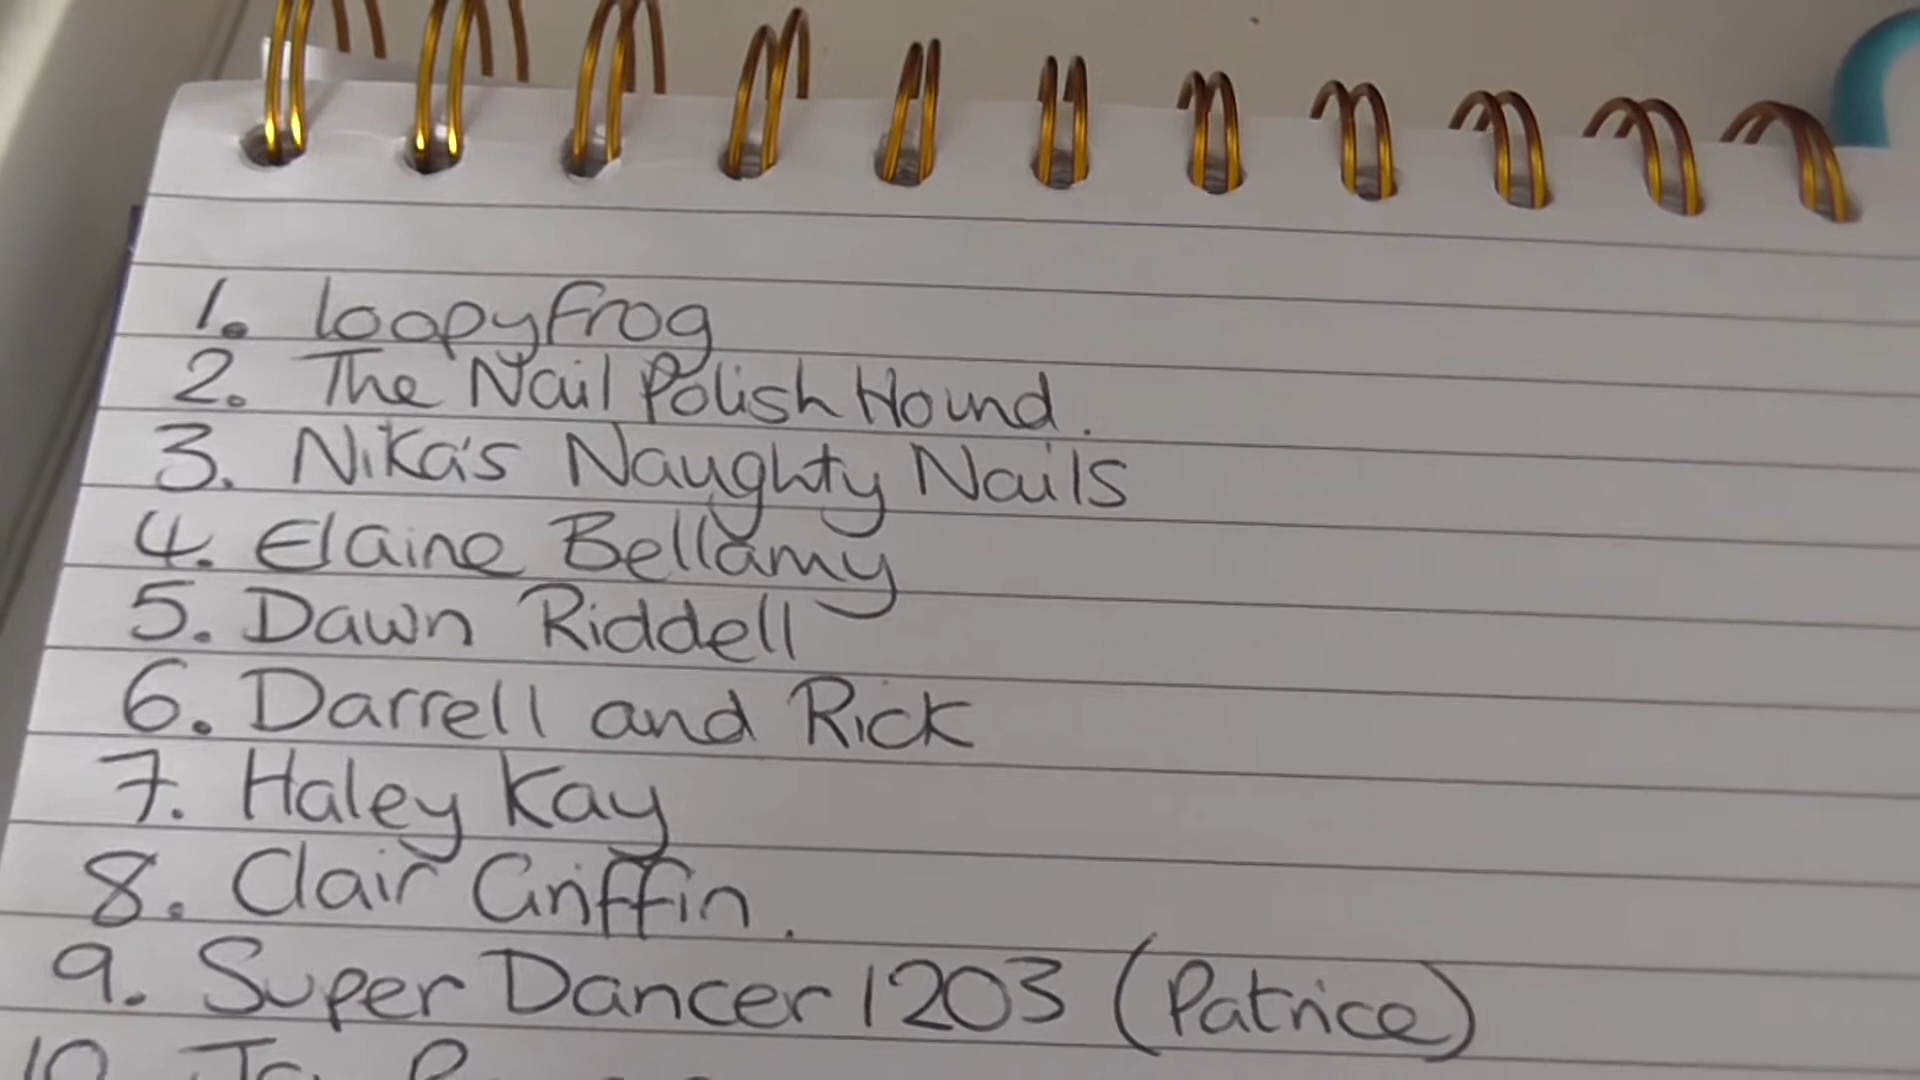 1. loopyfrog
2. The Nail Polish Hound.
3. Nika's Naughty Nails
4. Elaine Bellamy
5. Dawn Riddell
6. Darrell and Rick
7. Haley Kay
8. Clair Griffin.
9. Super Dancer 1203 (Patrice)
10